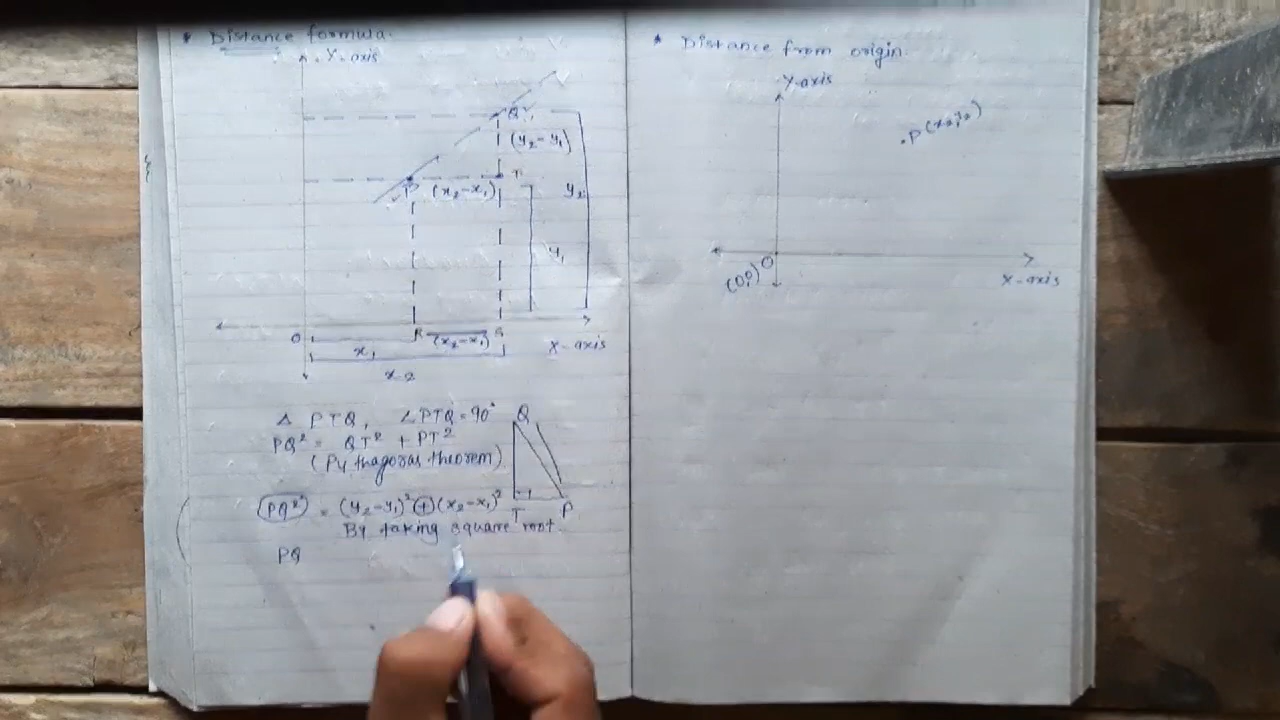 * Distance formula.
Y-axis
Q
(y₂-y₁)
P
(x₂-x₁)
T
y₂
y₁
O
R
(x₂-x₁)
x₁
X-axis
x₂
△ PTQ, ∠PTQ = 90°
PQ² = QT² + PT²
(Pythagoras theorem)
Q
T
P
PQ² = (y₂-y₁)² + (x₂-x₁)²
By taking square root.
PQ
* Distance from origin.
Y-axis
P(x₂,y₂)
O
(0,0)
X-axis